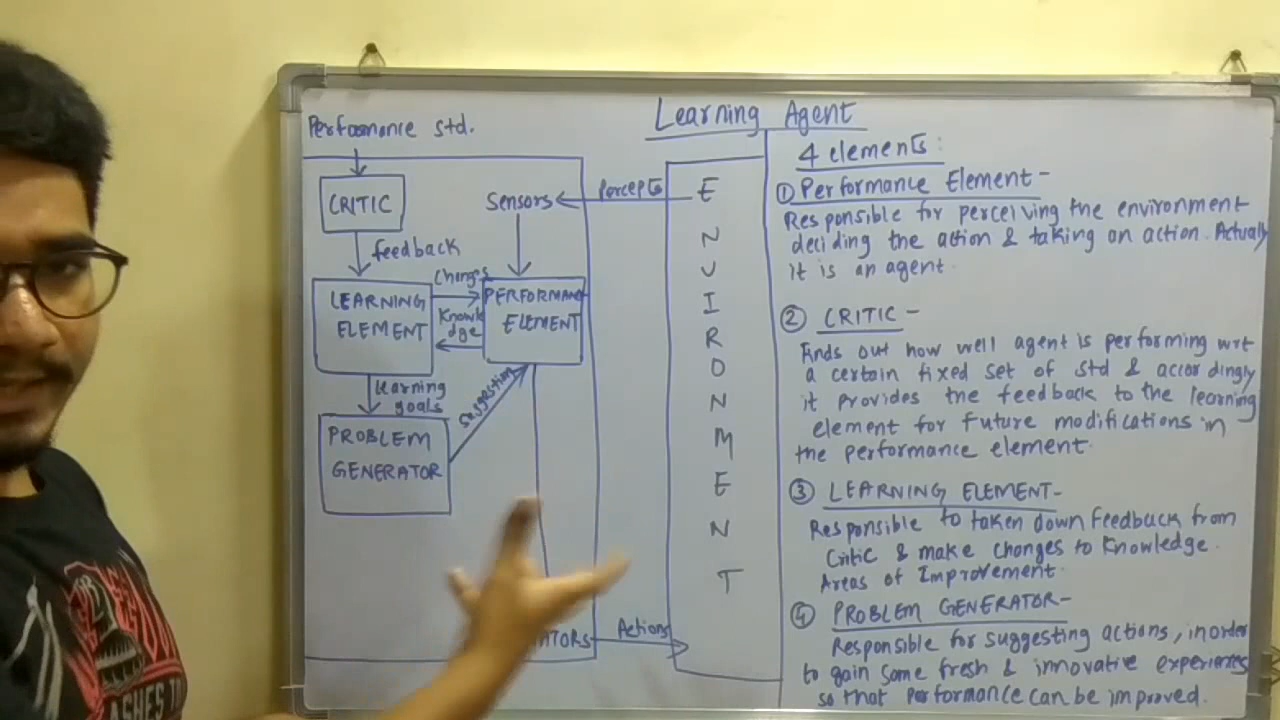 Learning Agent
Performance std.
CRITIC
Sensors
Percepts
feedback
Changes
LEARNING
ELEMENT
PERFORMAN
ELEMENT
Knowle
dge
Learning
goals
Suggestion
PROBLEM
GENERATOR
Actions
ENVIRONMENT
4 elements:
① Performance Element-
Responsible for perceiving the environment
deciding the action & taking an action. Actually
it is an agent.
② CRITIC -
Finds out how well agent is performing wrt
a certain fixed set of std & accordingly
it provides the feedback to the learning
element for future modifications in
the performance element.
③ LEARNING ELEMENT-
Responsible to taken down feedback from
Critic & make changes to Knowledge.
Areas of Improvement.
④ PROBLEM GENERATOR-
Responsible for suggesting actions, inorder
to gain some fresh & innovative experiences
so that performance can be improved.